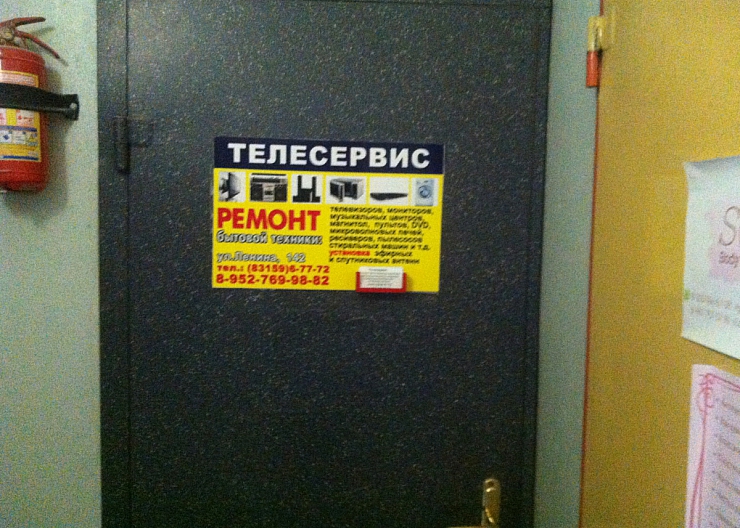 ТЕЛЕСЕРВИС
РЕМОНТ
бытовой техники:
ул.Ленина, 142
тел.: (83159)6-77-72
8-952-769-98-82
телевизоров, мониторов,
музыкальных центров,
магнитол, пультов, DVD,
микроволновых печей,
ресиверов, пылесосов
стиральных машин и т.д.
установка эфирных
и спутниковых антенн
Body